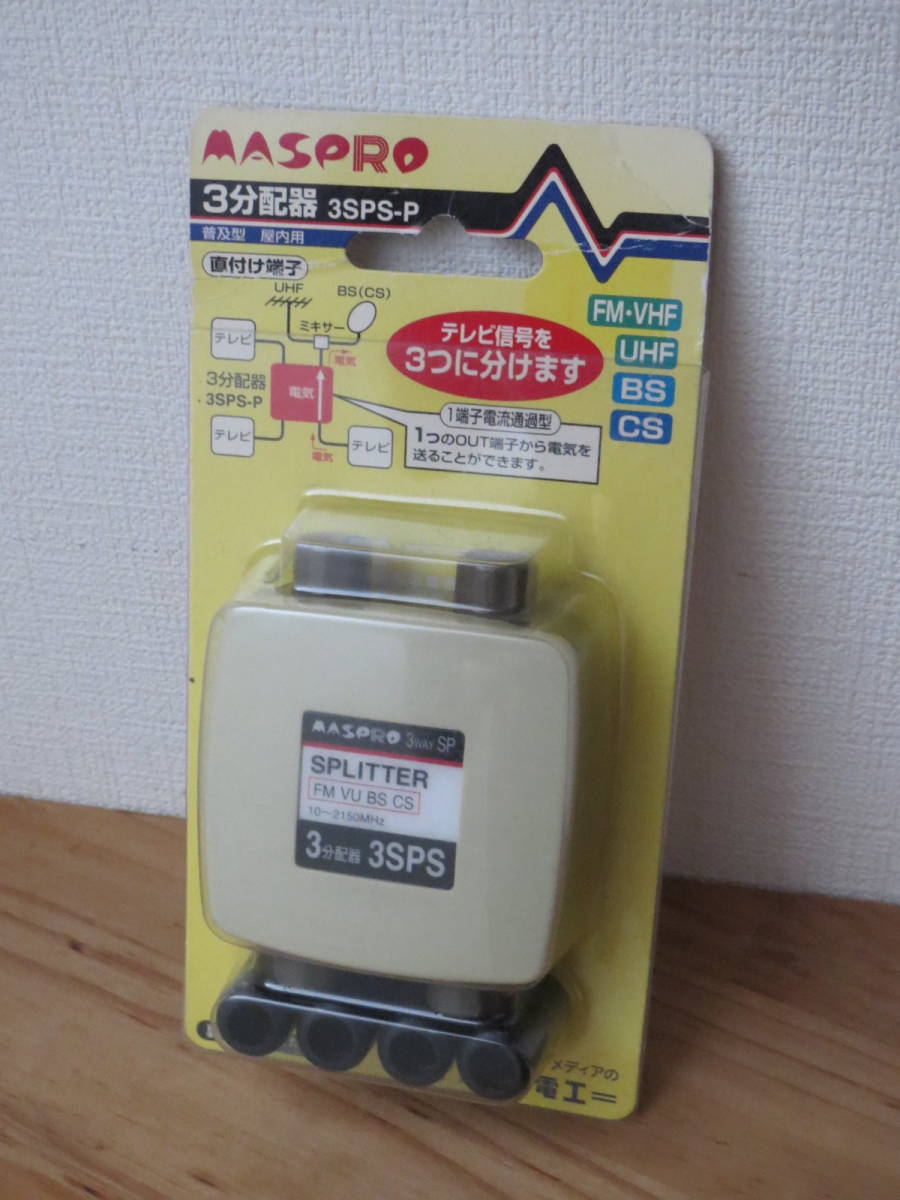 MASPRO
3分配器 3SPS-P
普及型 屋内用
直付け端子
UHF
BS(CS)
ミキサー
テレビ
電気
3分配器
3SPS-P
電気
テレビ
電気
テレビ
テレビ信号を
3つに分けます
1端子電流通過型
1つのOUT端子から電気を
送ることができます。
FM・VHF
UHF
BS
CS
MASPRO 3WAY SP
SPLITTER
FM VU BS CS
10～2150MHz
3分配器 3SPS
メディアの
電工